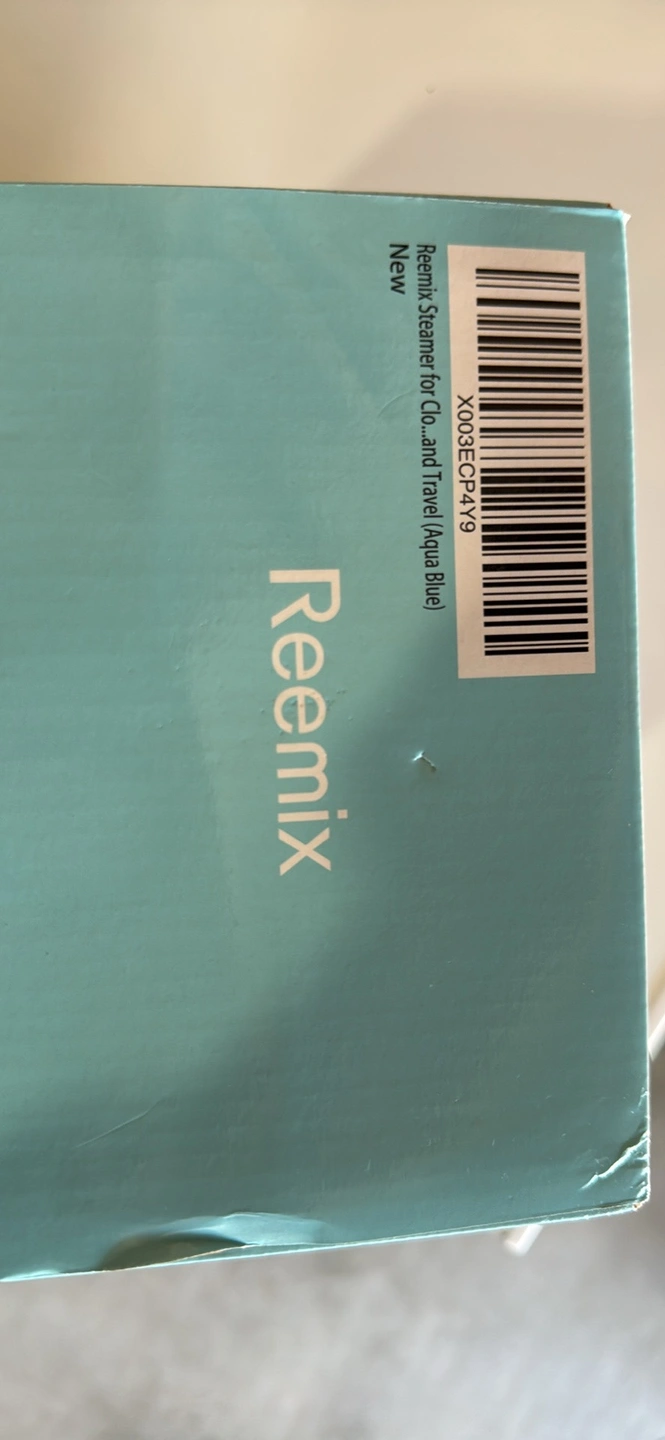 X003ECP4Y9
Reemix Steamer for Clo...and Travel (Aqua Blue)
New
Reemix